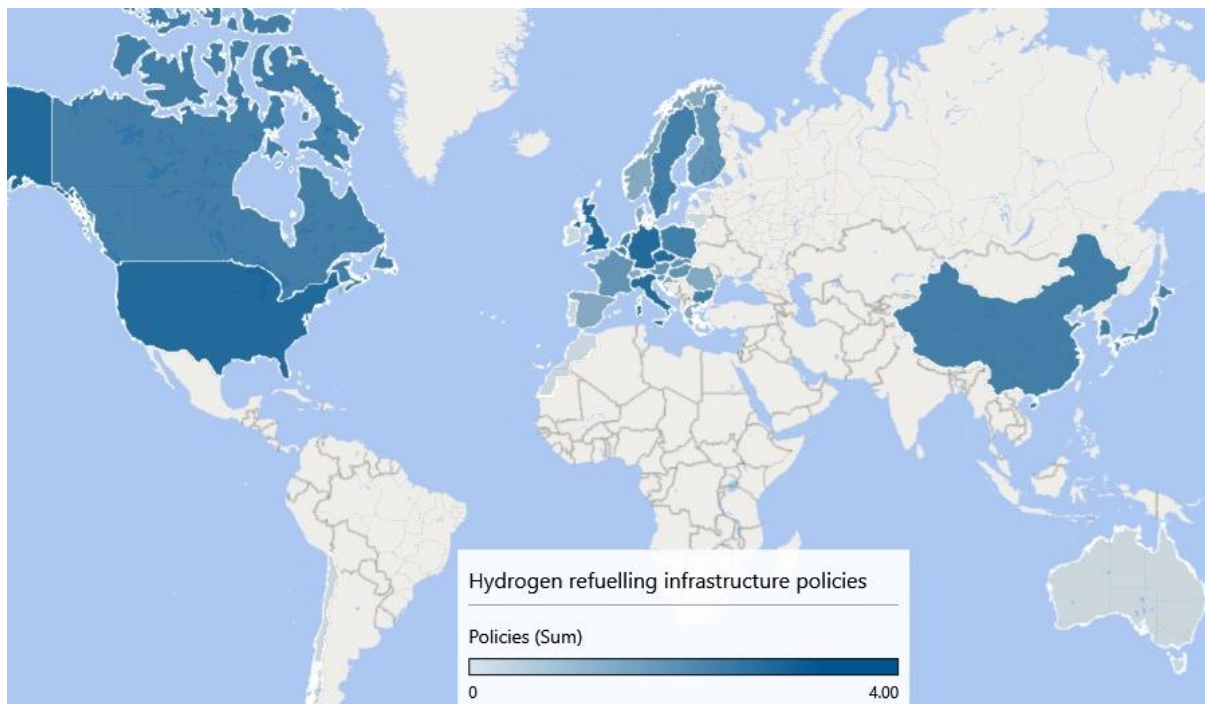 Hydrogen refuelling infrastructure policies
Policies (Sum)
0 4.00